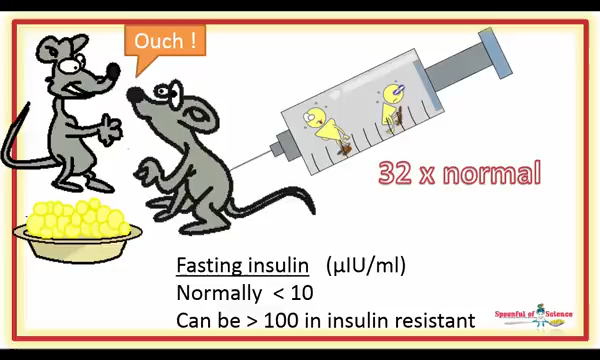 Ouch !
32 x normal
Fasting insulin (µIU/ml)
Normally < 10
Can be > 100 in insulin resistant
Spoonful of Science